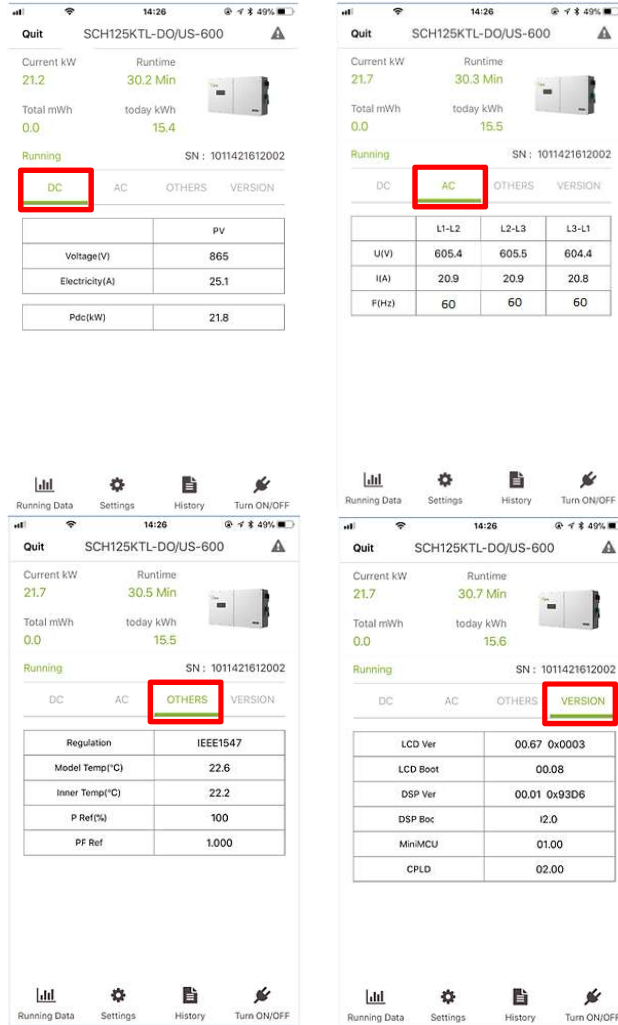 14:26 49%
Quit SCH125KTL-DO/US-600
Current kW Runtime
21.2 30.2 Min
Total mWh today kWh
0.0 15.4
Running SN : 1011421612002
DC AC OTHERS VERSION
PV
Voltage(V) 865
Electricity(A) 25.1
Pdc(kW) 21.8
Running Data Settings History Turn ON/OFF
14:26 49%
Quit SCH125KTL-DO/US-600
Current kW Runtime
21.7 30.3 Min
Total mWh today kWh
0.0 15.5
Running SN : 1011421612002
DC AC OTHERS VERSION
L1-L2 L2-L3 L3-L1
U(V) 605.4 605.5 604.4
I(A) 20.9 20.9 20.8
F(Hz) 60 60 60
Running Data Settings History Turn ON/OFF
14:26 49%
Quit SCH125KTL-DO/US-600
Current kW Runtime
21.7 30.5 Min
Total mWh today kWh
0.0 15.5
Running SN : 1011421612002
DC AC OTHERS VERSION
Regulation IEEE1547
Model Temp(°C) 22.6
Inner Temp(°C) 22.2
P Ref(%) 100
PF Ref 1.000
Running Data Settings History Turn ON/OFF
14:26 49%
Quit SCH125KTL-DO/US-600
Current kW Runtime
21.7 30.7 Min
Total mWh today kWh
0.0 15.6
Running SN : 1011421612002
DC AC OTHERS VERSION
LCD Ver 00.67 0x0003
LCD Boot 00.08
DSP Ver 00.01 0x93D6
DSP Boc I2.0
MiniMCU 01.00
CPLD 02.00
Running Data Settings History Turn ON/OFF